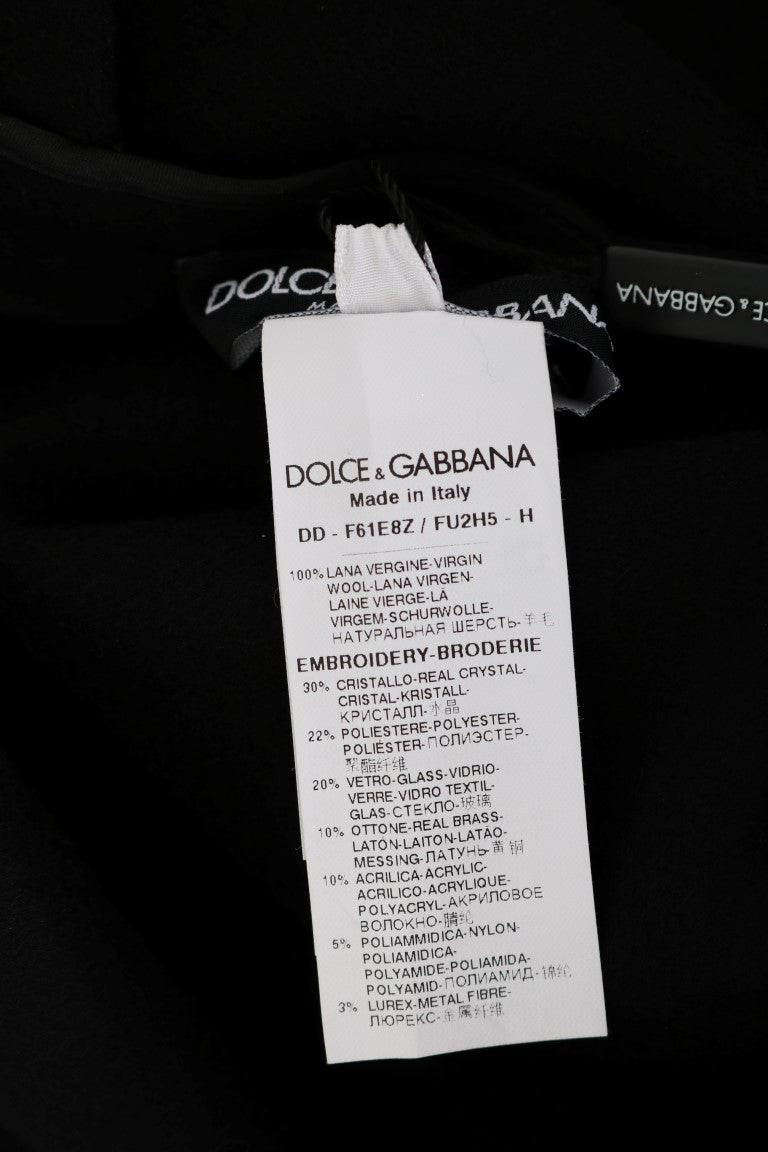 DOLCE
BAN
GABBANA
DOLCE & GABBANA
Made in Italy
DD - F61E8Z / FU2H5 - H
100% LANA VERGINE-VIRGIN
WOOL-LANA VIRGEN-
LAINE VIERGE-LÃ
VIRGEM-SCHURWOLLE-
НАТУРАЛЬНАЯ ШЕРСТЬ-羊毛
EMBROIDERY-BRODERIE
30% CRISTALLO-REAL CRYSTAL-
CRISTAL-KRISTALL-
КРИСТАЛЛ-水晶
22% POLIESTERE-POLYESTER-
POLIÉSTER-ПОЛИЭСТЕР-
聚酯纤维
20% VETRO-GLASS-VIDRIO-
VERRE-VIDRO TEXTIL-
GLAS-СТЕКЛО-玻璃
10% OTTONE-REAL BRASS-
LATÓN-LAITON-LATÃO-
MESSING-ЛАТУНЬ-黄铜
10% ACRILICA-ACRYLIC-
ACRILICO-ACRYLIQUE-
POLYACRYL-АКРИЛОВОЕ
ВОЛОКНО-腈纶
5% POLIAMMIDICA-NYLON-
POLIAMIDICA-
POLYAMIDE-POLIAMIDA-
POLYAMID-ПОЛИАМИД-锦纶
3% LUREX-METAL FIBRE-
ЛЮРЕКС-金属纤维